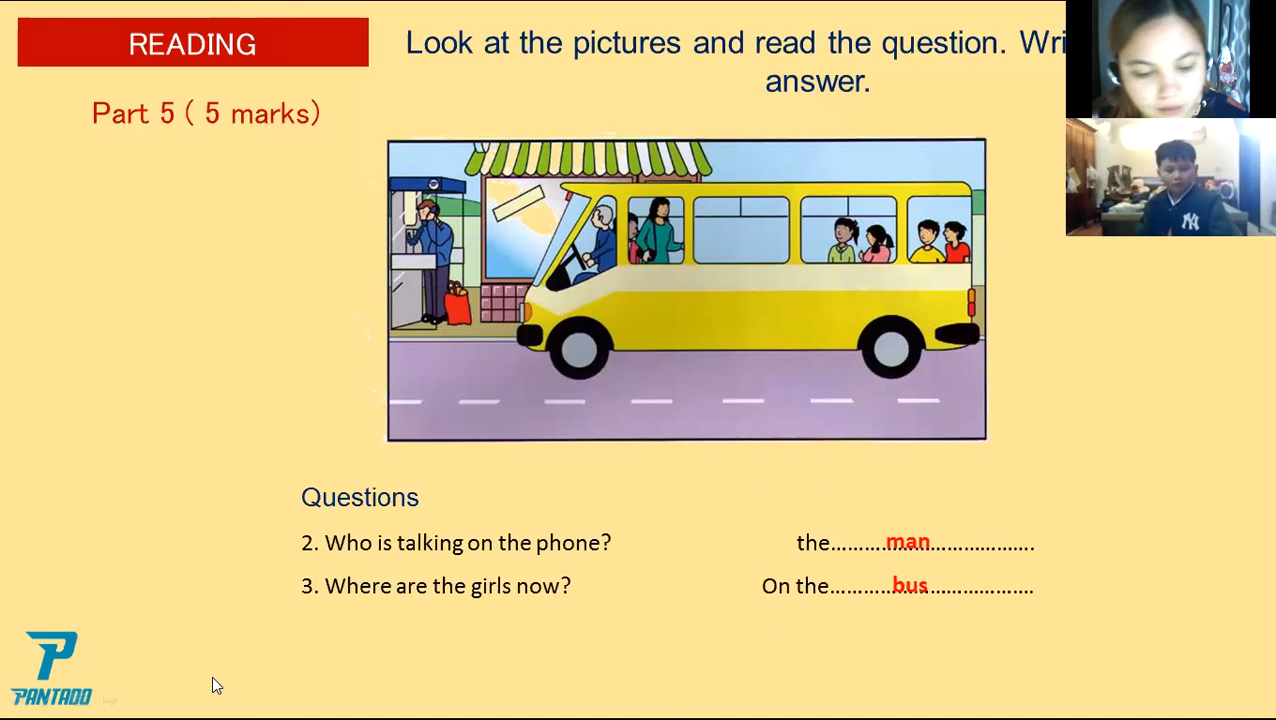 READING
Look at the pictures and read the question. Wri
answer.
Part 5 ( 5 marks)
Questions
2. Who is talking on the phone? the.............man..................................
3. Where are the girls now? On the.............bus..................................
PANTADO
NY